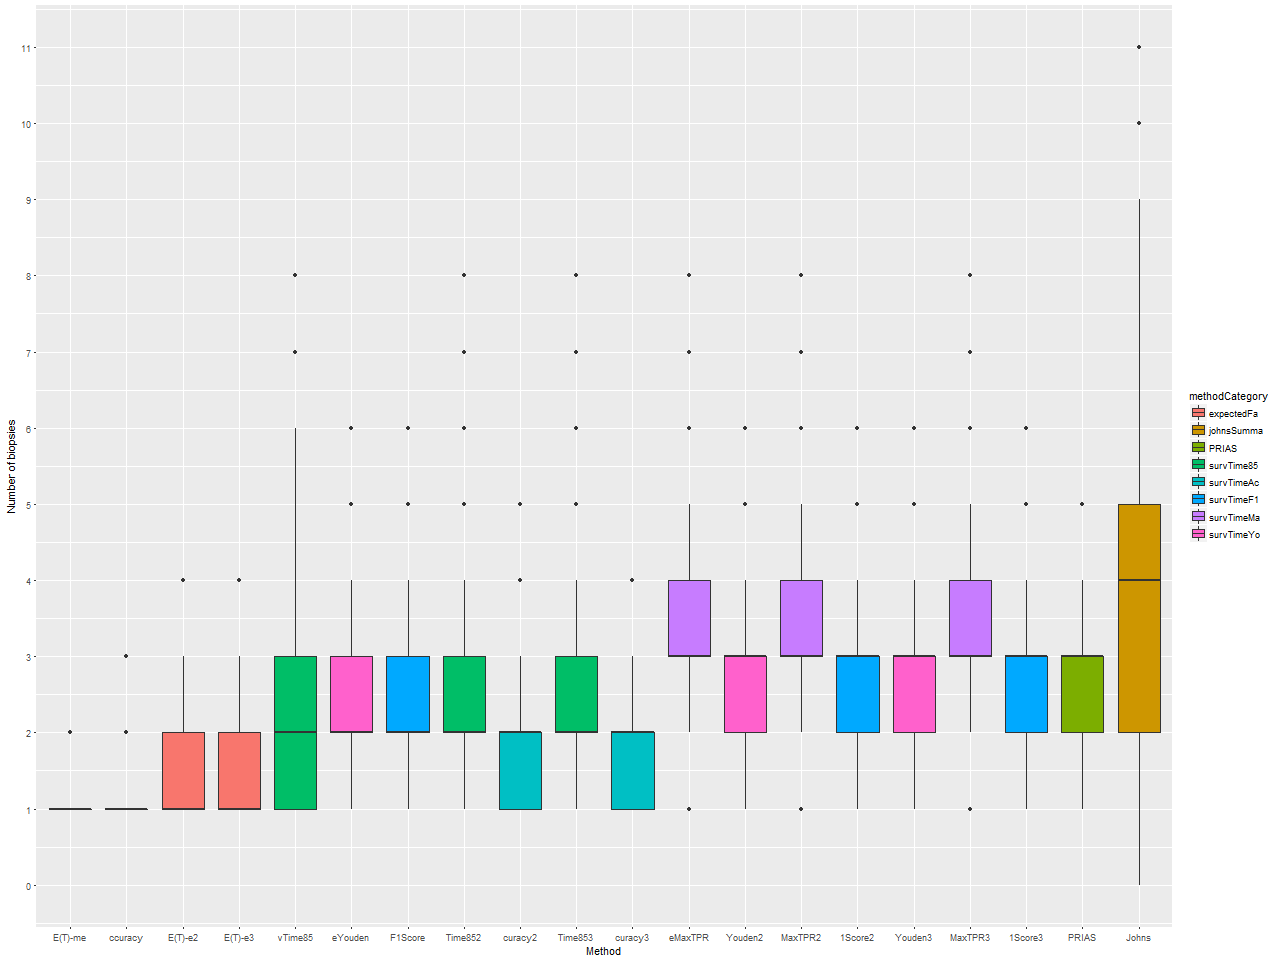 11
10
9
8
7
6
5
4
3
2
1
0
Number of biopsies
E(T)-me ccuracy E(T)-e2 E(T)-e3 vTime85 eYouden F1Score Time852 curacy2 Time853 curacy3 eMaxTPR Youden2 MaxTPR2 1Score2 Youden3 MaxTPR3 1Score3 PRIAS Johns
Method
methodCategory
expectedFa
johnsSumma
PRIAS
survTime85
survTimeAc
survTimeF1
survTimeMa
survTimeYo